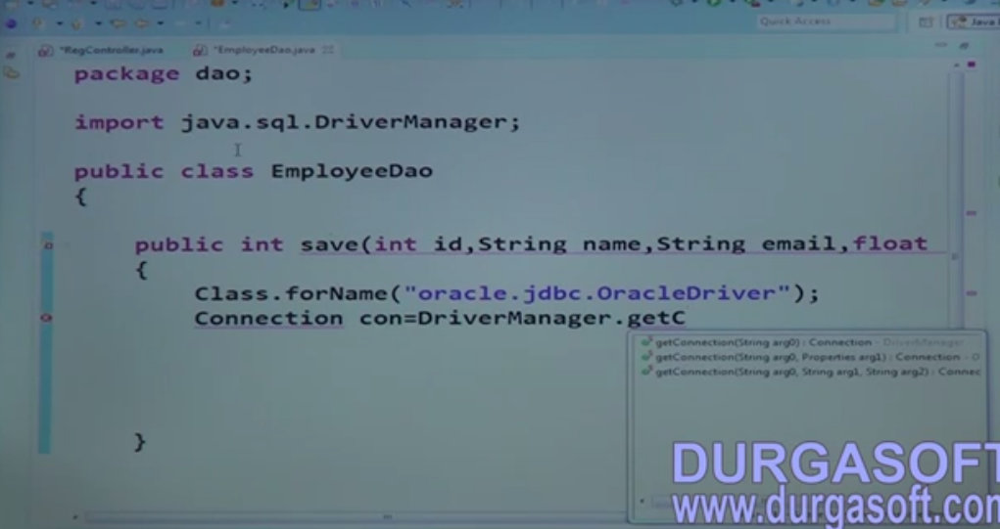 Quick Access
Java
*RegController.java
*EmployeeDao.java
package dao;
import java.sql.DriverManager;
public class EmployeeDao
{
public int save(int id,String name,String email,float
{
Class.forName("oracle.jdbc.OracleDriver");
Connection con=DriverManager.getC
getConnection(String arg0) : Connection - DriverManager
getConnection(String arg0, Properties arg1) : Connection - D
getConnection(String arg0, String arg1, String arg2) : Connec
}
DURGASOFT
www.durgasoft.com